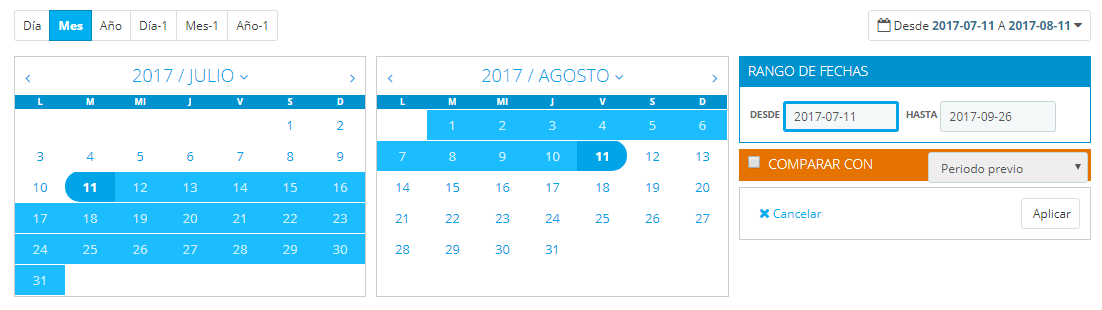 Día Mes Año Día-1 Mes-1 Año-1
Desde 2017-07-11 A 2017-08-11
2017 / JULIO
L M MI J V S D
1 2
3 4 5 6 7 8 9
10 11 12 13 14 15 16
17 18 19 20 21 22 23
24 25 26 27 28 29 30
31
2017 / AGOSTO
L M MI J V S D
1 2 3 4 5 6
7 8 9 10 11 12 13
14 15 16 17 18 19 20
21 22 23 24 25 26 27
28 29 30 31
RANGO DE FECHAS
DESDE 2017-07-11 HASTA 2017-09-26
COMPARAR CON Periodo previo
Cancelar Aplicar